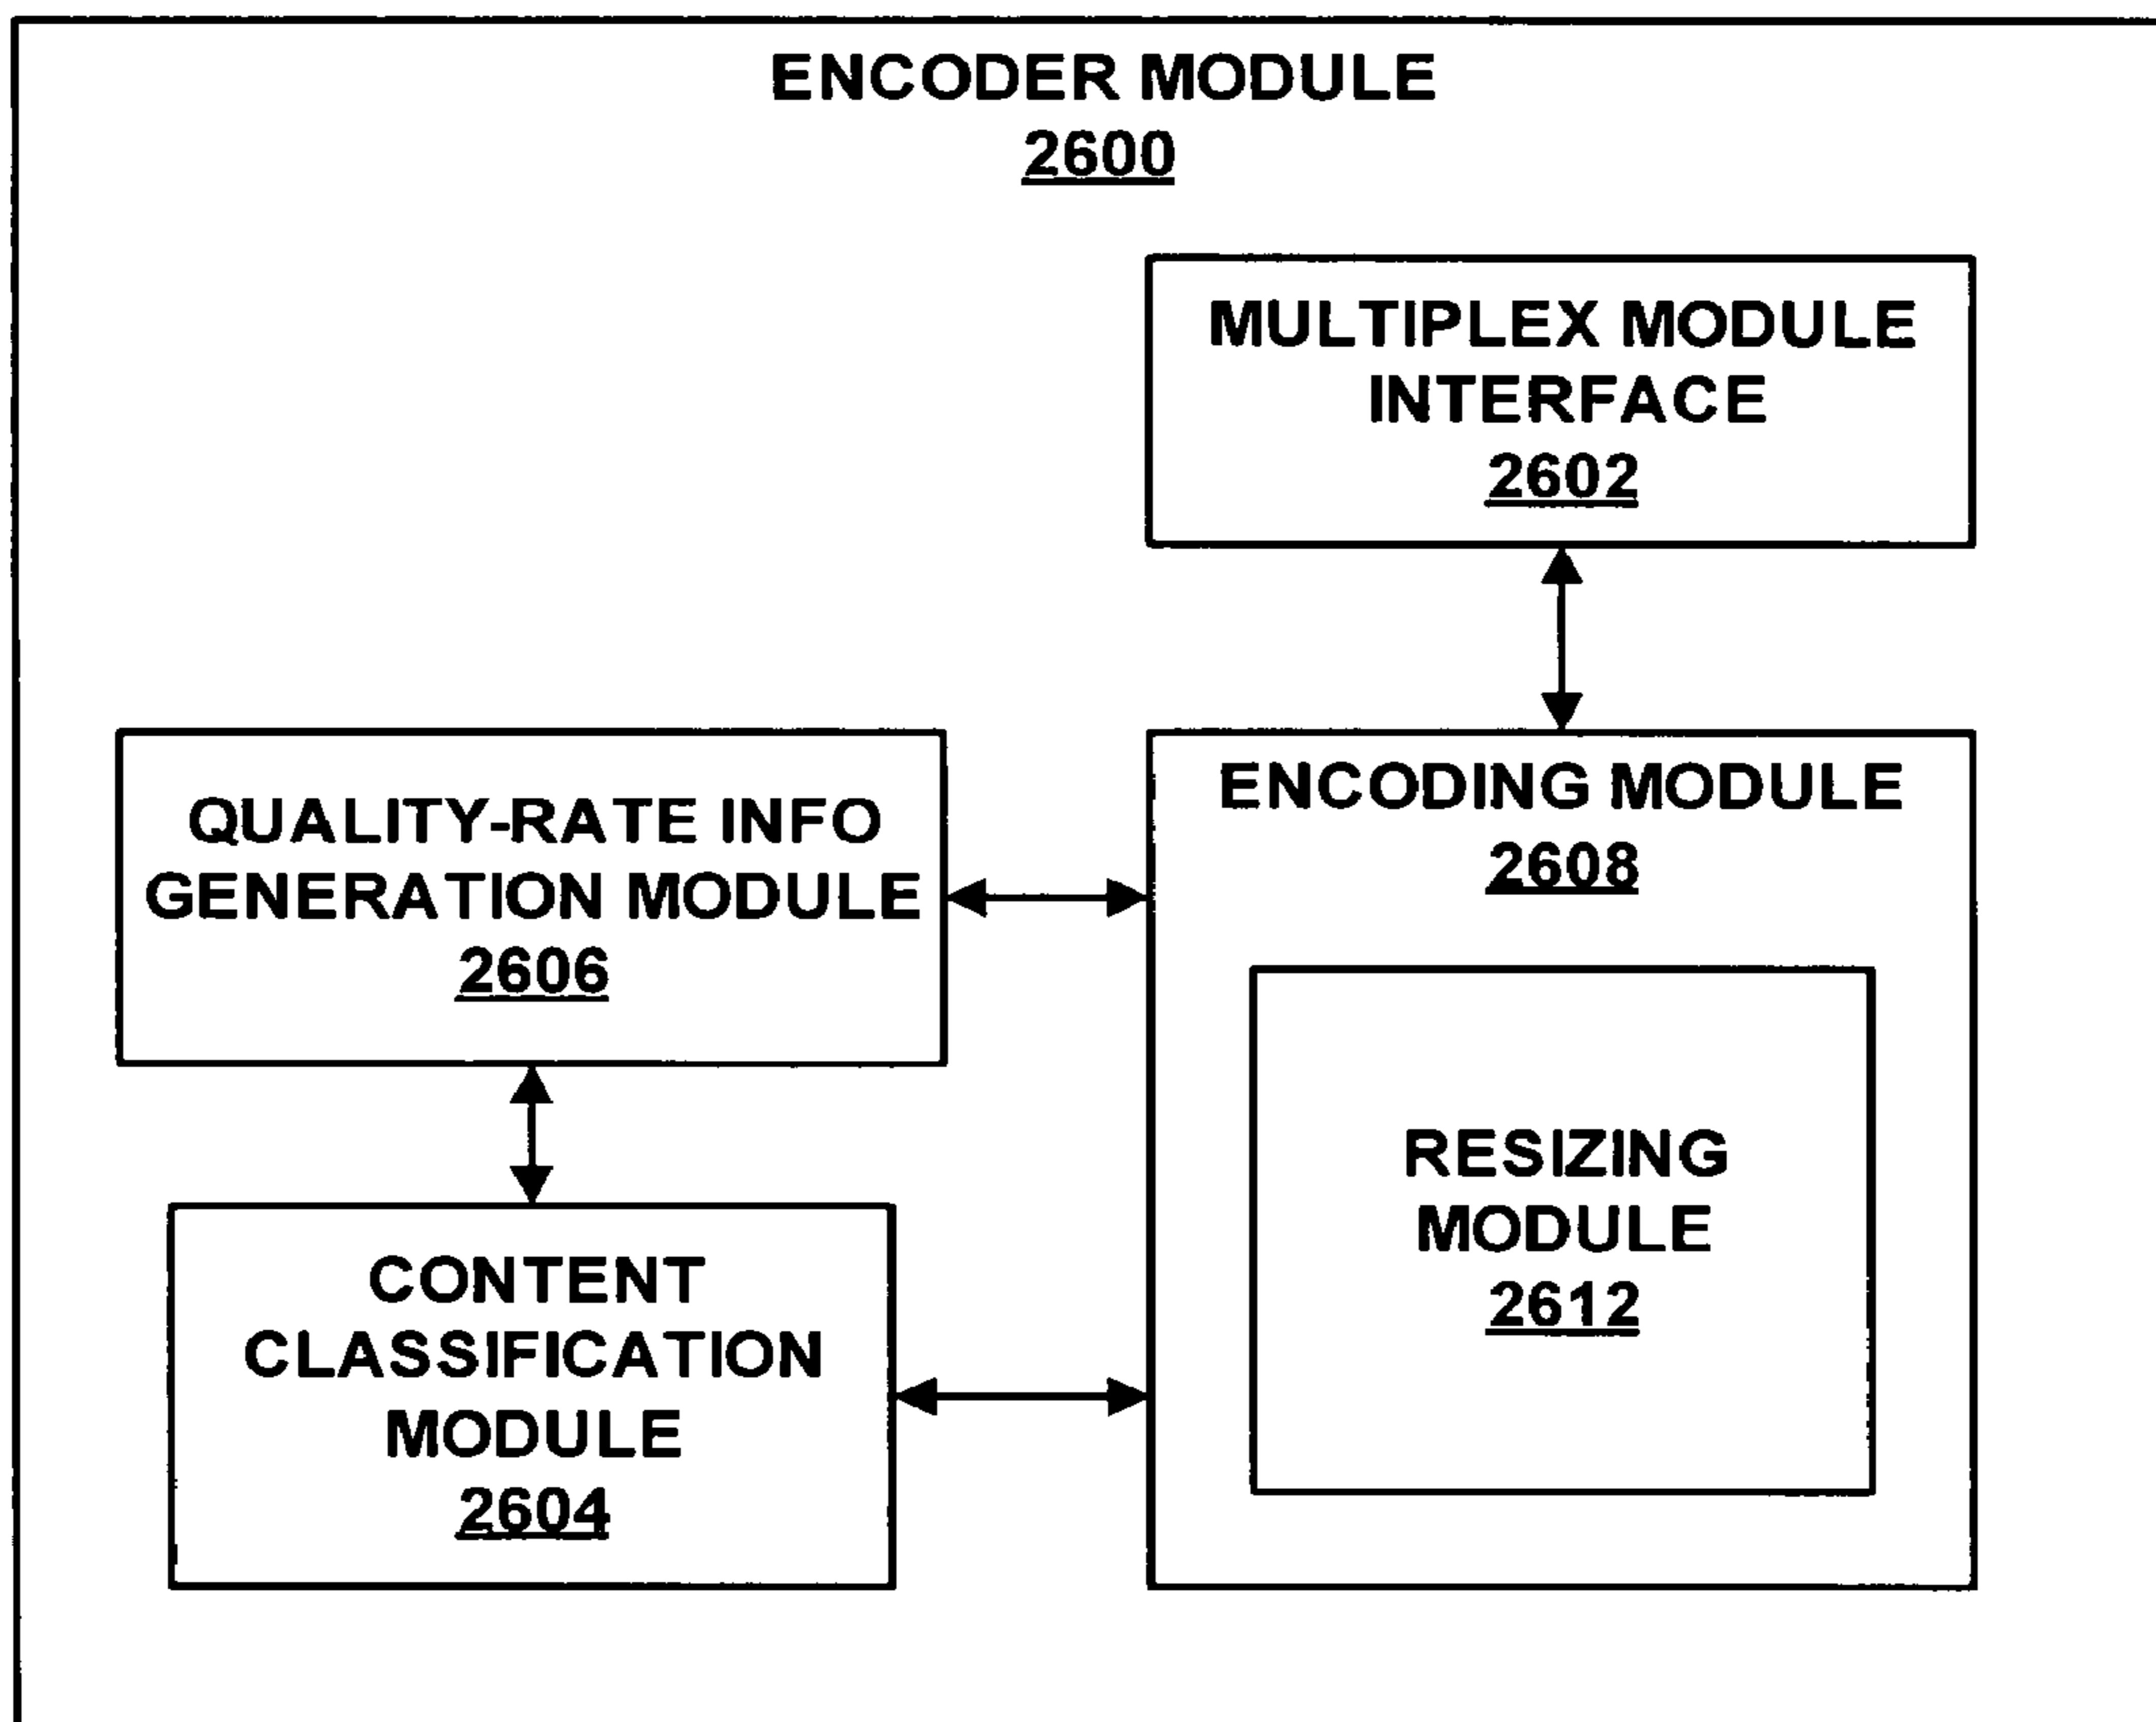 ENCODER MODULE
2600
MULTIPLEX MODULE
INTERFACE
2602
QUALITY-RATE INFO
GENERATION MODULE
2606
ENCODING MODULE
2608
RESIZING
MODULE
2612
CONTENT
CLASSIFICATION
MODULE
2604